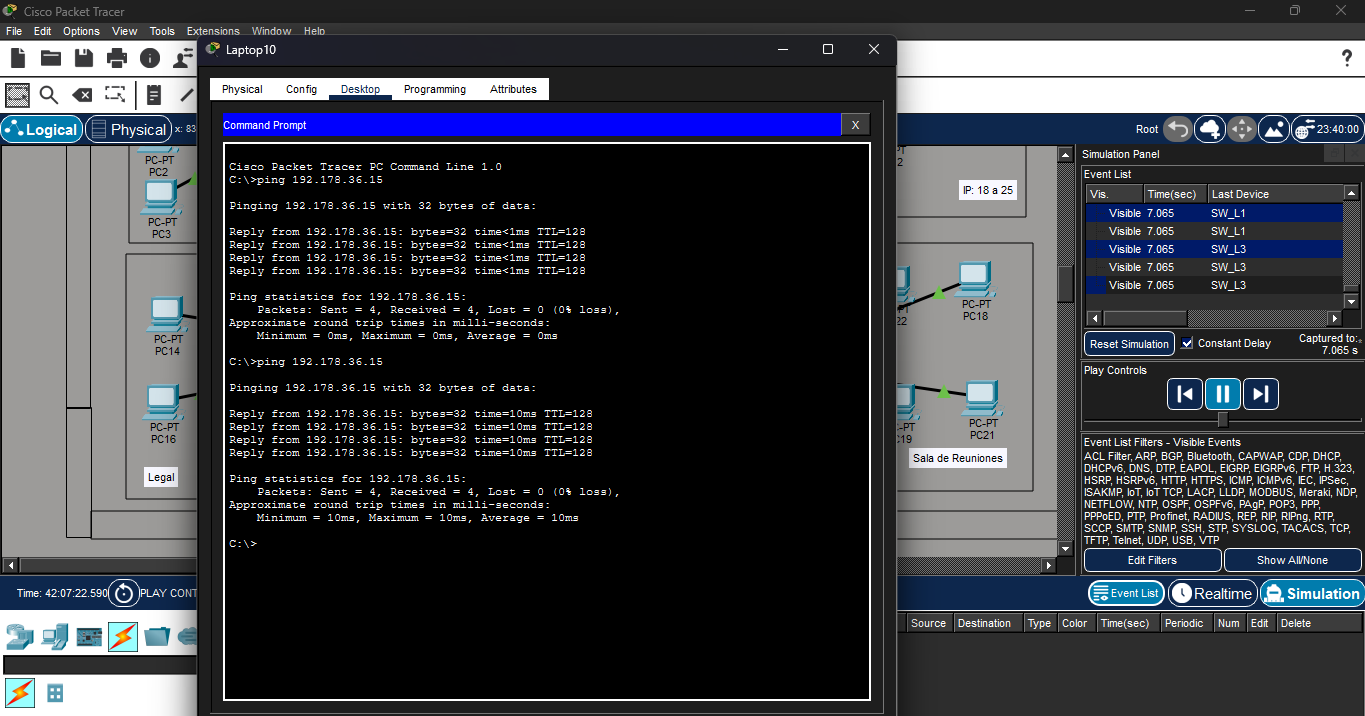 Cisco Packet Tracer
File Edit Options View Tools Extensions Window Help
Laptop10
Physical Config Desktop Programming Attributes
Logical Physical x: 83
Root 23:40:00
Command Prompt X
Cisco Packet Tracer PC Command Line 1.0
C:\>ping 192.178.36.15
Pinging 192.178.36.15 with 32 bytes of data:
Reply from 192.178.36.15: bytes=32 time<1ms TTL=128
Reply from 192.178.36.15: bytes=32 time<1ms TTL=128
Reply from 192.178.36.15: bytes=32 time<1ms TTL=128
Reply from 192.178.36.15: bytes=32 time<1ms TTL=128
Ping statistics for 192.178.36.15:
Packets: Sent = 4, Received = 4, Lost = 0 (0% loss),
Approximate round trip times in milli-seconds:
Minimum = 0ms, Maximum = 0ms, Average = 0ms
C:\>ping 192.178.36.15
Pinging 192.178.36.15 with 32 bytes of data:
Reply from 192.178.36.15: bytes=32 time=10ms TTL=128
Reply from 192.178.36.15: bytes=32 time=10ms TTL=128
Reply from 192.178.36.15: bytes=32 time=10ms TTL=128
Reply from 192.178.36.15: bytes=32 time=10ms TTL=128
Ping statistics for 192.178.36.15:
Packets: Sent = 4, Received = 4, Lost = 0 (0% loss),
Approximate round trip times in milli-seconds:
Minimum = 10ms, Maximum = 10ms, Average = 10ms
C:\>
PC-PT
PC2
PC-PT
PC3
PC-PT
PC14
PC-PT
PC16
Legal
IP: 18 a 25
PC-PT
PC18
22
PC-PT
PC21
-PT
C19
Sala de Reuniones
Simulation Panel
Event List
Vis. Time(sec) Last Device
Visible 7.065 SW_L1
Visible 7.065 SW_L1
Visible 7.065 SW_L3
Visible 7.065 SW_L3
Visible 7.065 SW_L3
Reset Simulation Constant Delay Captured to:
7.065 s
Play Controls
Event List Filters - Visible Events
ACL Filter, ARP, BGP, Bluetooth, CAPWAP, CDP, DHCP,
DHCPv6, DNS, DTP, EAPOL, EIGRP, EIGRPv6, FTP, H.323,
HSRP, HSRPv6, HTTP, HTTPS, ICMP, ICMPv6, IEC, IPSec,
ISAKMP, IoT, IoT TCP, LACP, LLDP, MODBUS, Meraki, NDP,
NETFLOW, NTP, OSPF, OSPFv6, PAgP, POP3, PPP,
PPPoED, PTP, Profinet, RADIUS, REP, RIP, RIPng, RTP,
SCCP, SMTP, SNMP, SSH, STP, SYSLOG, TACACS, TCP,
TFTP, Telnet, UDP, USB, VTP
Edit Filters Show All/None
Time: 42:07:22.590 PLAY CONT
Event List Realtime Simulation
Source Destination Type Color Time(sec) Periodic Num Edit Delete